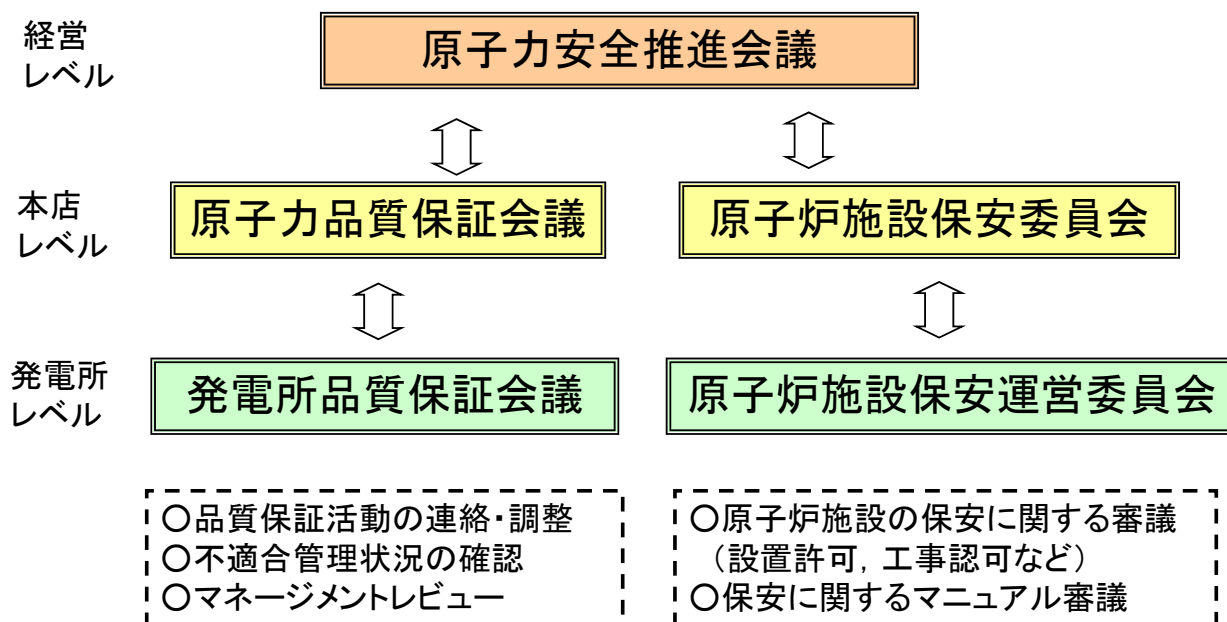 経営
レベル
原子力安全推進会議
本店
レベル
原子力品質保証会議
原子炉施設保安委員会
発電所
レベル
発電所品質保証会議
原子炉施設保安運営委員会
○品質保証活動の連絡・調整
○不適合管理状況の確認
○マネージメントレビュー
○原子炉施設の保安に関する審議
（設置許可，工事認可など）
○保安に関するマニュアル審議